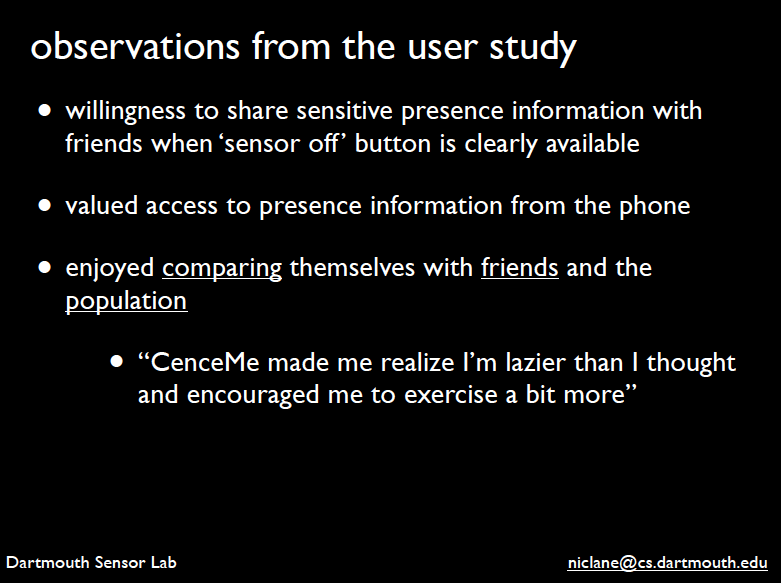 observations from the user study
• willingness to share sensitive presence information with
friends when ‘sensor off’ button is clearly available
• valued access to presence information from the phone
• enjoyed comparing themselves with friends and the
population
• “CenceMe made me realize I’m lazier than I thought
and encouraged me to exercise a bit more”
Dartmouth Sensor Lab
niclane@cs.dartmouth.edu